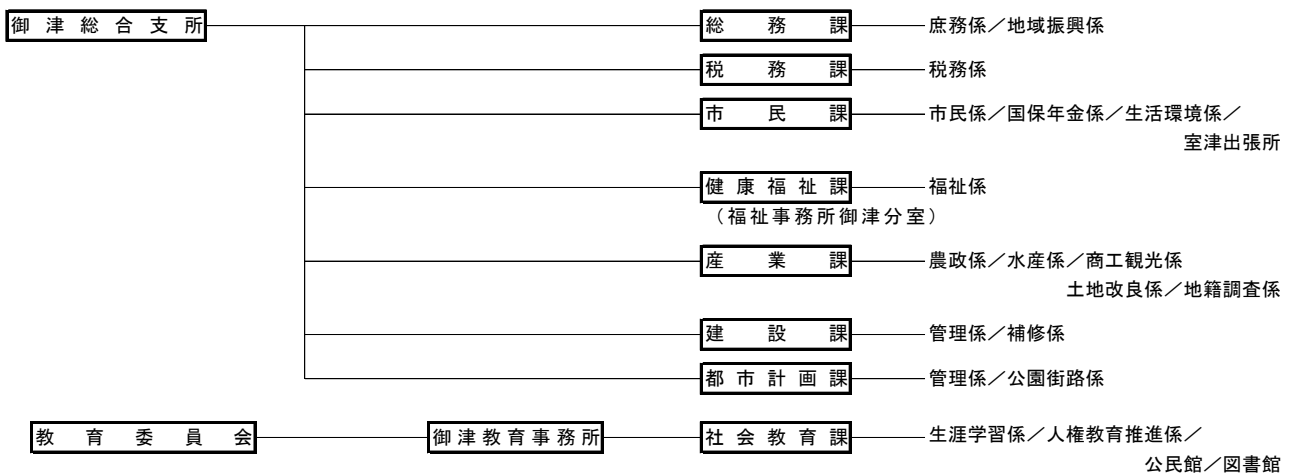 御津総合支所 総務課 庶務係／地域振興係
税務課 税務係
市民課 市民係／国保年金係／生活環境係／
室津出張所
健康福祉課 福祉係
（福祉事務所御津分室）
産業課 農政係／水産係／商工観光係
土地改良係／地籍調査係
建設課 管理係／補修係
都市計画課 管理係／公園街路係
教育委員会 御津教育事務所 社会教育課 生涯学習係／人権教育推進係／
公民館／図書館